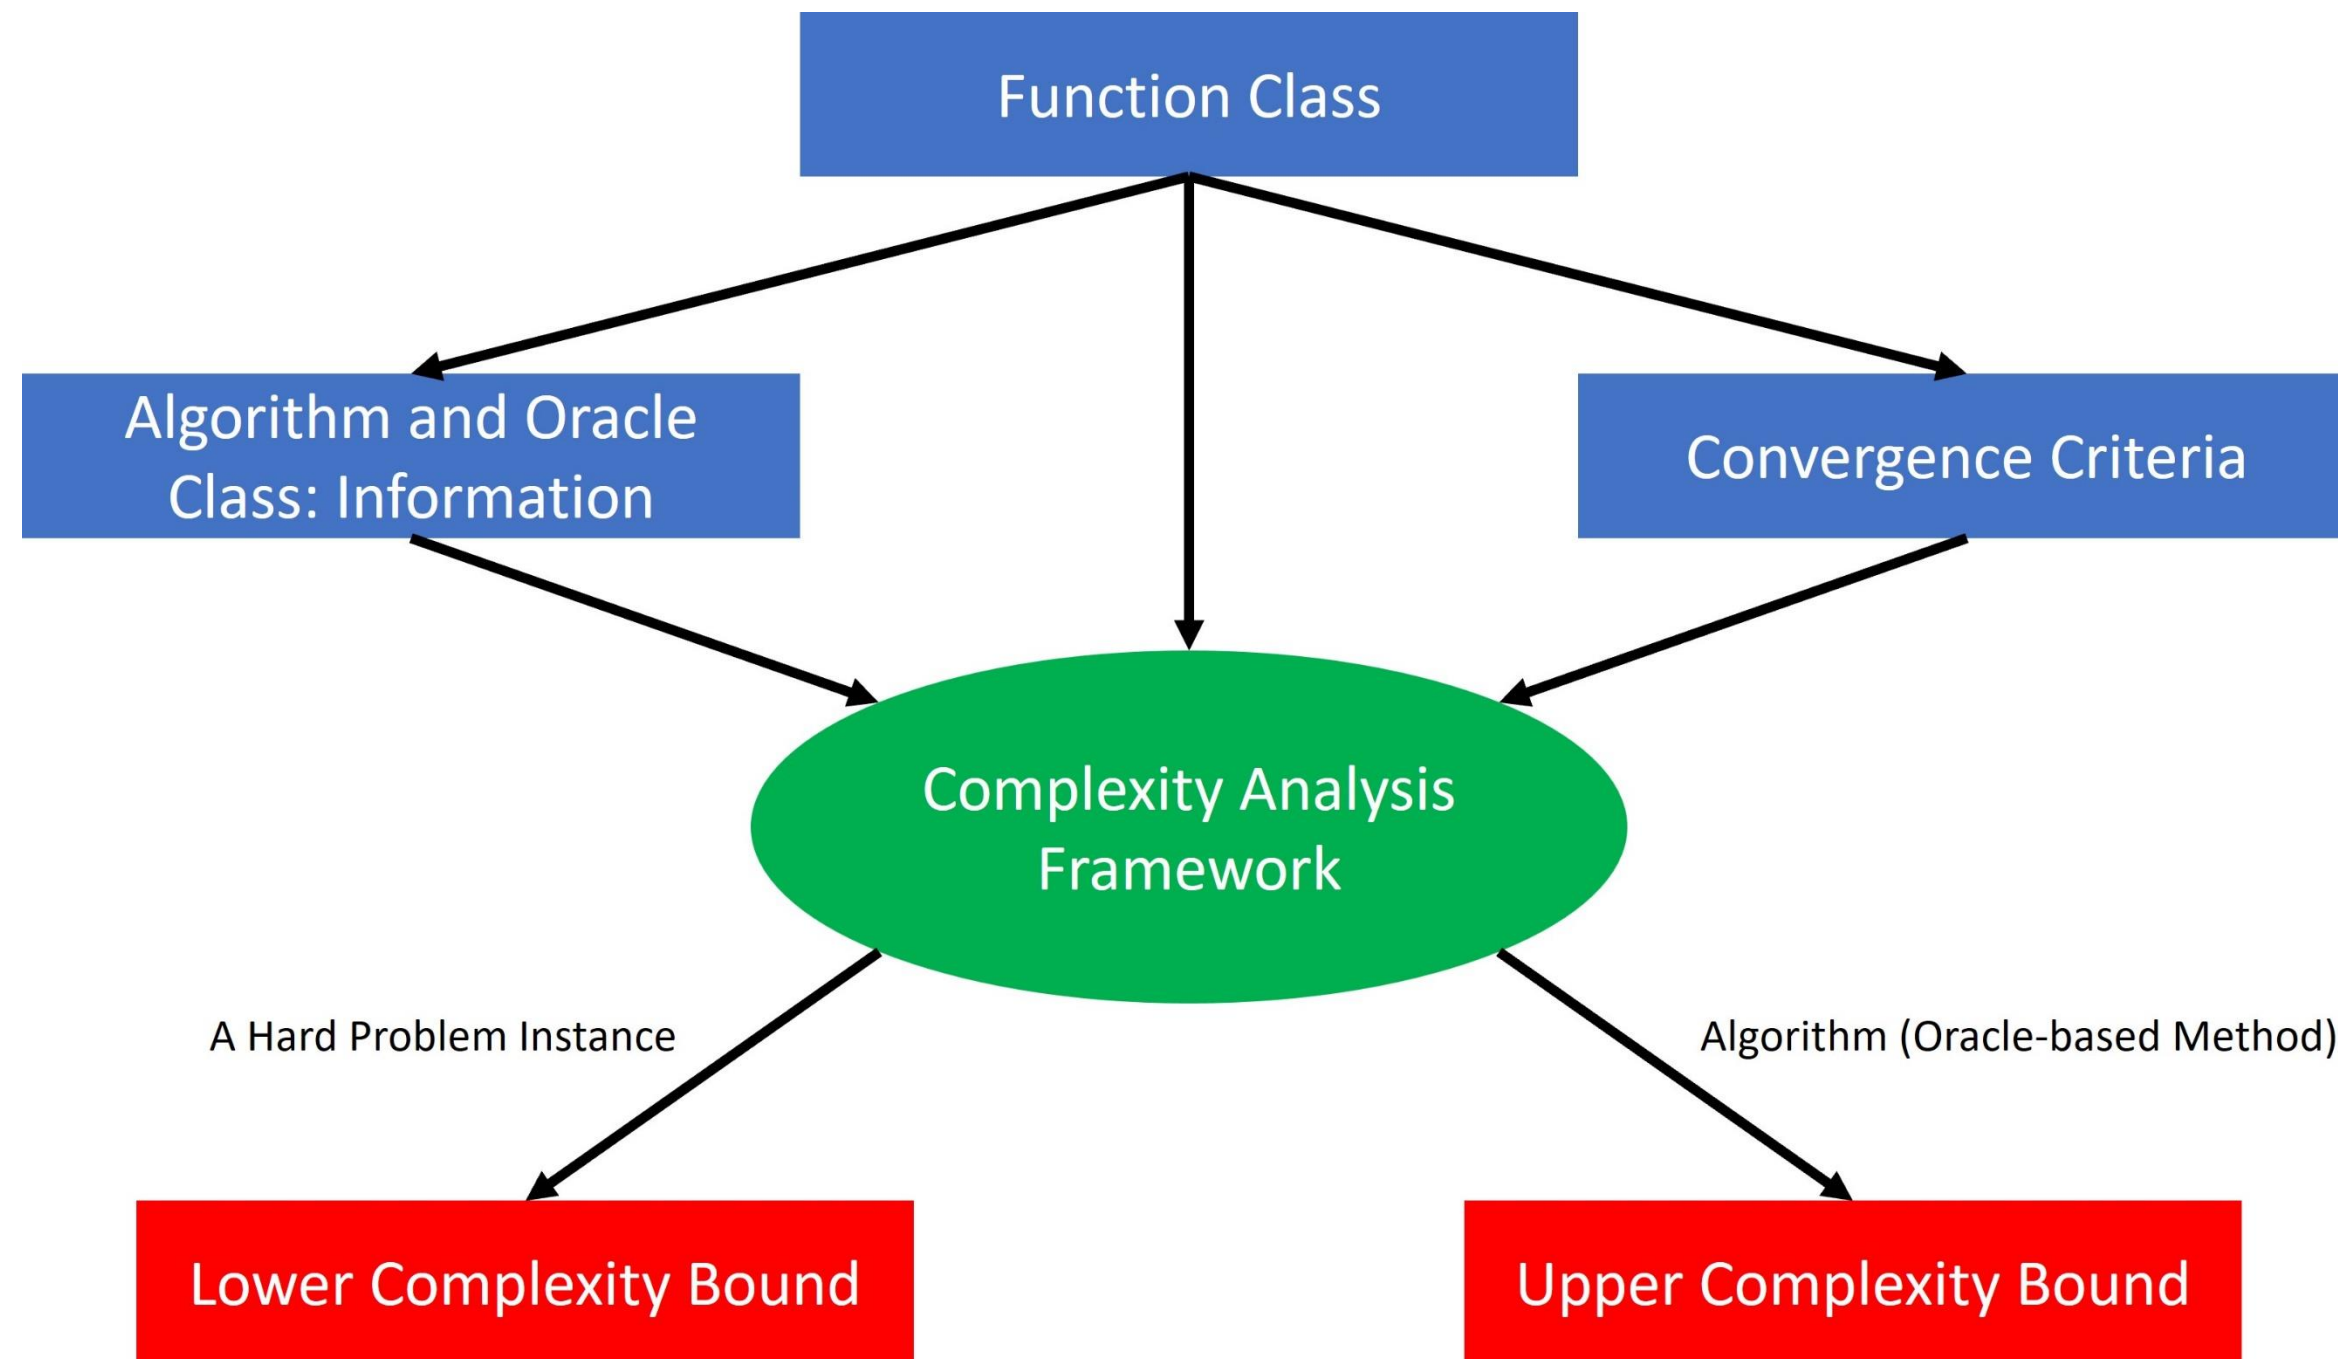 Function Class
Algorithm and Oracle
Class: Information
Convergence Criteria
Complexity Analysis
Framework
A Hard Problem Instance
Algorithm (Oracle-based Method)
Lower Complexity Bound
Upper Complexity Bound